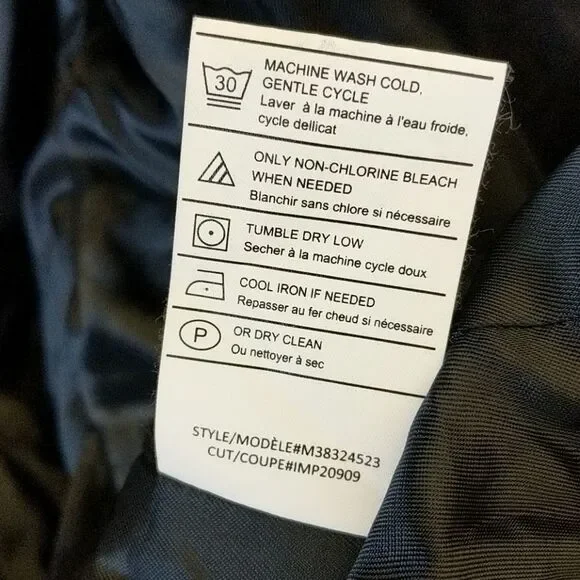 30
MACHINE WASH COLD,
GENTLE CYCLE
Laver à la machine à l'eau froide,
cycle dellicat
ONLY NON-CHLORINE BLEACH
WHEN NEEDED
Blanchir sans chlore si nécessaire
TUMBLE DRY LOW
Secher à la machine cycle doux
COOL IRON IF NEEDED
Repasser au fer cheud si nécessaire
P
OR DRY CLEAN
Ou nettoyer à sec
STYLE/MODÈLE#M38324523
CUT/COUPE#IMP20909